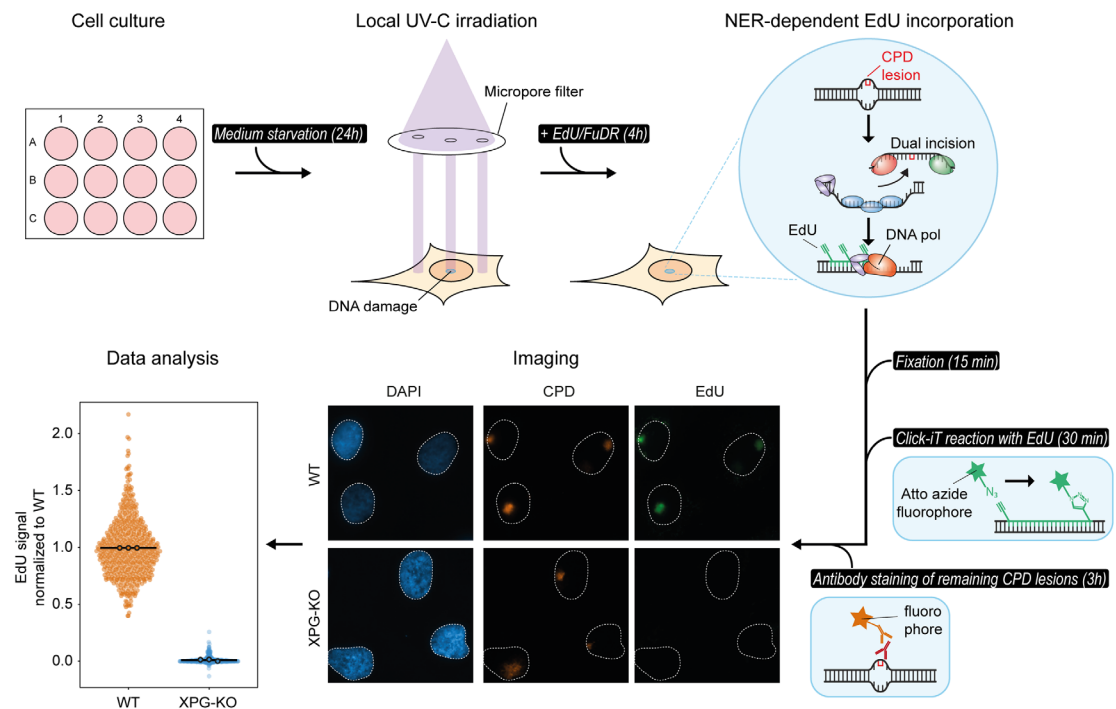 Cell culture
Local UV-C irradiation
NER-dependent EdU incorporation
1 2 3 4
A
B
C
Medium starvation (24h)
Micropore filter
+ EdU/FuDR (4h)
DNA damage
CPD
lesion
Dual incision
EdU
DNA pol
Fixation (15 min)
Click-iT reaction with EdU (30 min)
Atto azide
fluorophore
N3
N
N
N
Antibody staining of remaining CPD lesions (3h)
fluoro
phore
Imaging
DAPI
CPD
EdU
WT
XPG-KO
Data analysis
EdU signal
normalized to WT
2.0
1.5
1.0
0.5
0.0
WT
XPG-KO